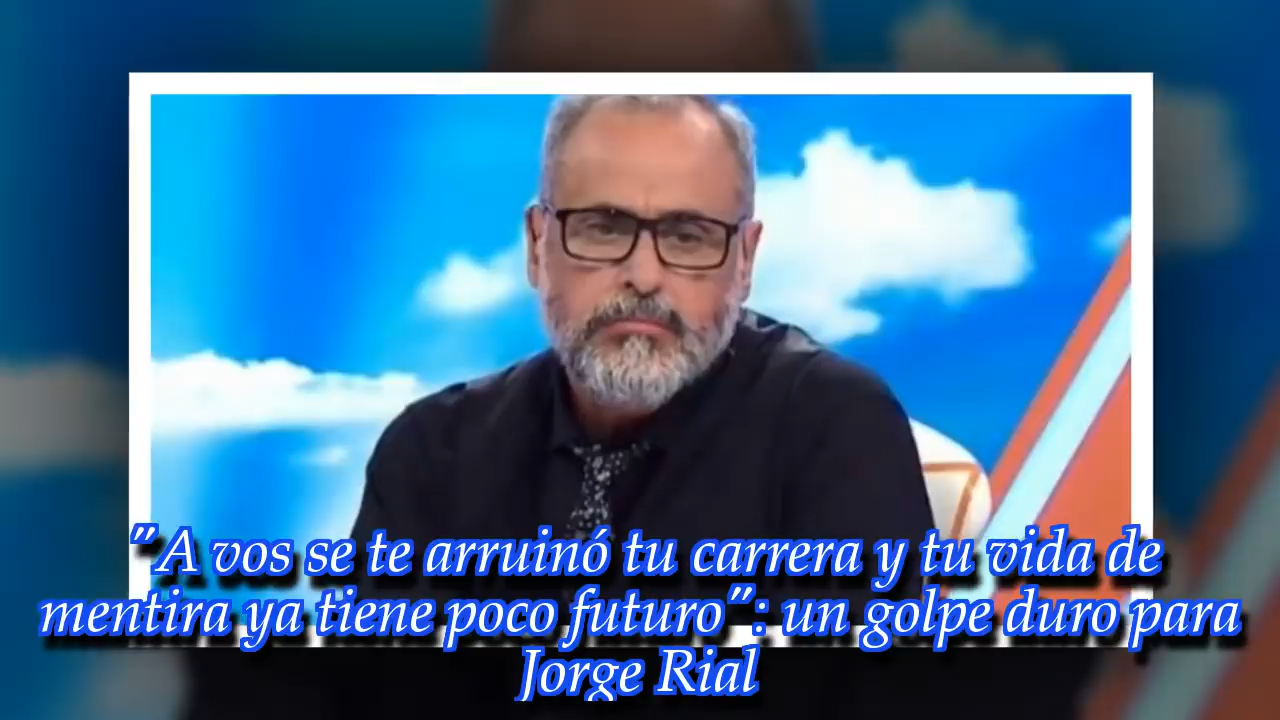 "A vos se te arruinó tu carrera y tu vida de
mentira ya tiene poco futuro": un golpe duro para
Jorge Rial